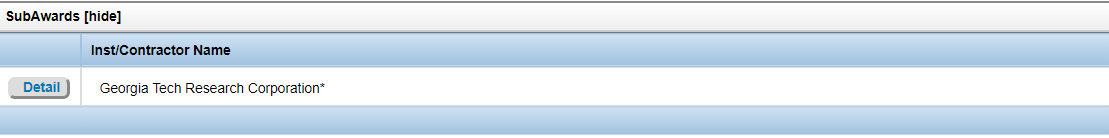 SubAwards [hide]
Inst/Contractor Name
Detail Georgia Tech Research Corporation*